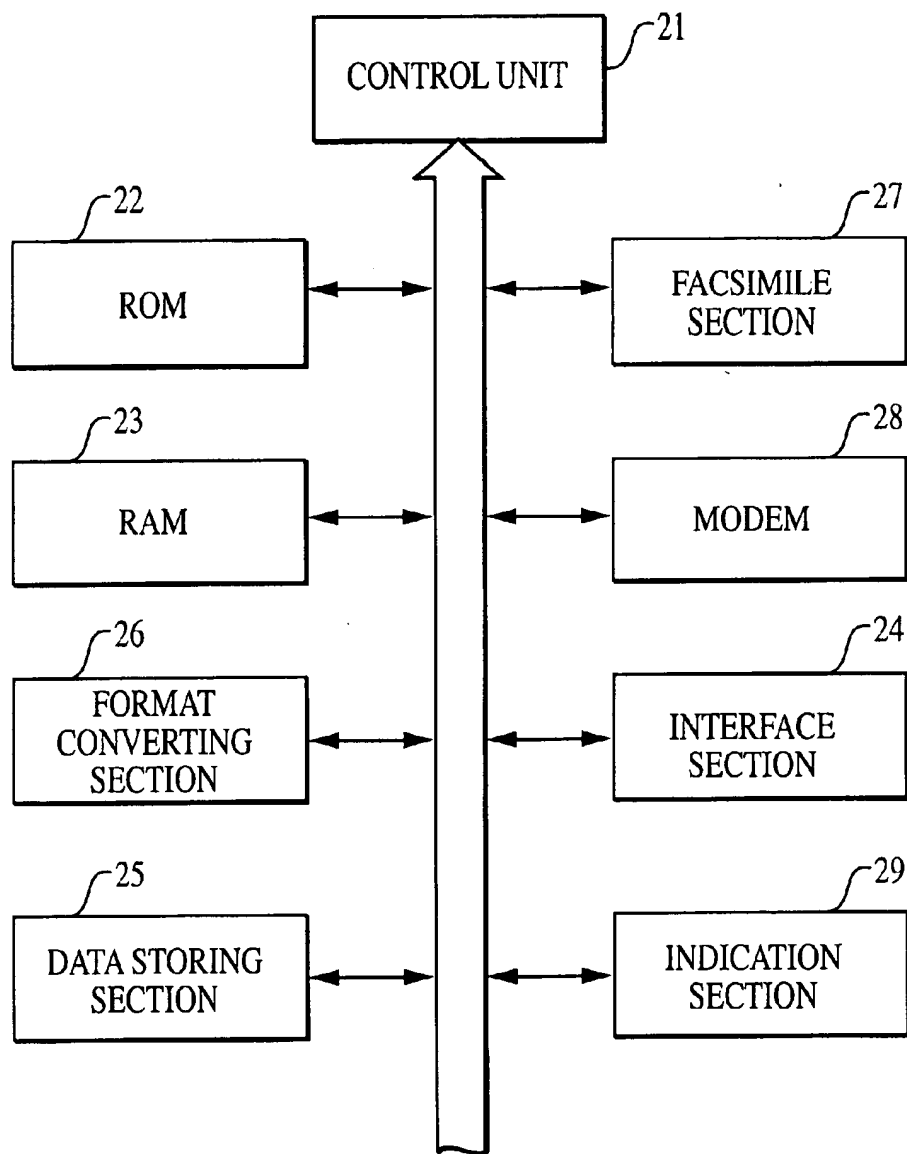 21
CONTROL UNIT
22
ROM
27
FACSIMILE
SECTION
23
RAM
28
MODEM
26
FORMAT
CONVERTING
SECTION
24
INTERFACE
SECTION
25
DATA STORING
SECTION
29
INDICATION
SECTION